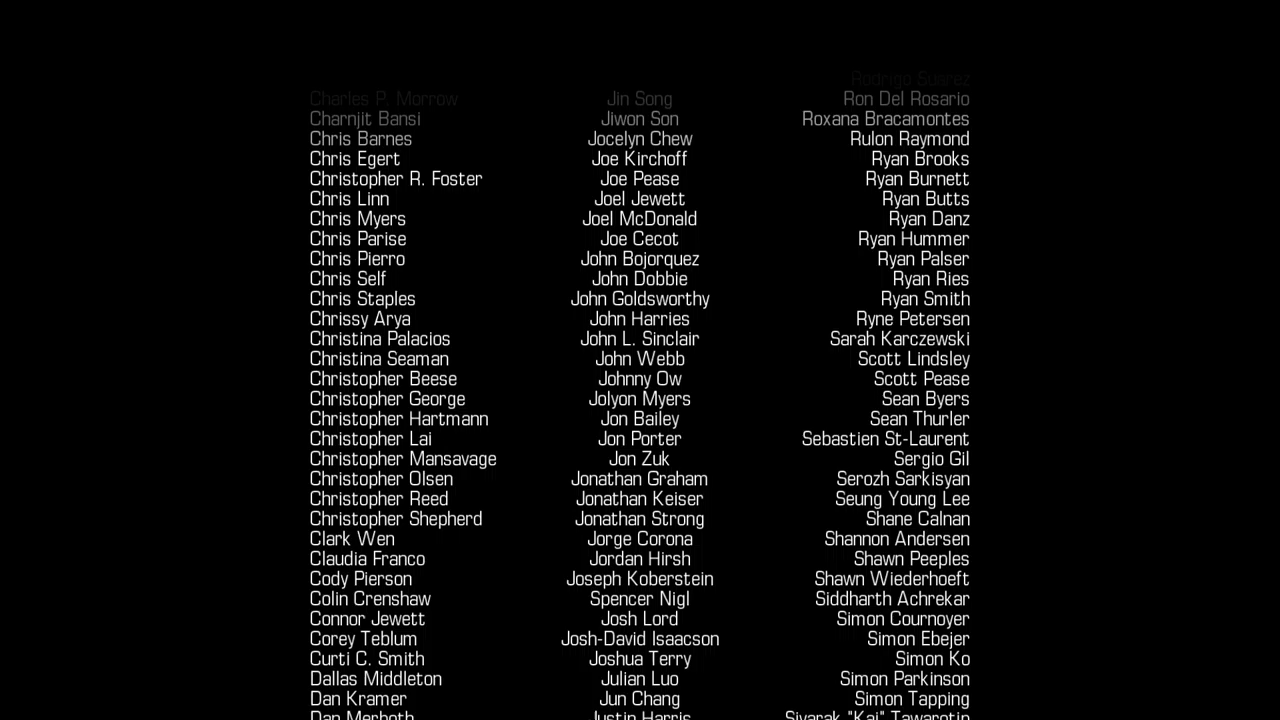 Rodrigo Suarez
Charles P. Morrow Jin Song Ron Del Rosario
Charnjit Bansi Jiwon Son Roxana Bracamontes
Chris Barnes Jocelyn Chew Rulon Raymond
Chris Egert Joe Kirchoff Ryan Brooks
Christopher R. Foster Joe Pease Ryan Burnett
Chris Linn Joel Jewett Ryan Butts
Chris Myers Joel McDonald Ryan Danz
Chris Parise Joe Cecot Ryan Hummer
Chris Pierro John Bojorquez Ryan Palser
Chris Self John Dobbie Ryan Ries
Chris Staples John Goldsworthy Ryan Smith
Chrissy Arya John Harries Ryne Petersen
Christina Palacios John L. Sinclair Sarah Karczewski
Christina Seaman John Webb Scott Lindsley
Christopher Beese Johnny Ow Scott Pease
Christopher George Jolyon Myers Sean Byers
Christopher Hartmann Jon Bailey Sean Thurler
Christopher Lai Jon Porter Sebastien St-Laurent
Christopher Mansavage Jon Zuk Sergio Gil
Christopher Olsen Jonathan Graham Serozh Sarkisyan
Christopher Reed Jonathan Keiser Seung Young Lee
Christopher Shepherd Jonathan Strong Shane Calnan
Clark Wen Jorge Corona Shannon Andersen
Claudia Franco Jordan Hirsh Shawn Peeples
Cody Pierson Joseph Koberstein Shawn Wiederhoeft
Colin Crenshaw Spencer Nigl Siddharth Achrekar
Connor Jewett Josh Lord Simon Cournoyer
Corey Teblum Josh-David Isaacson Simon Ebejer
Curti C. Smith Joshua Terry Simon Ko
Dallas Middleton Julian Luo Simon Parkinson
Dan Kramer Jun Chang Simon Tapping
Dan Merboth Justin Harris Sivarak "Kai" Tawarotip